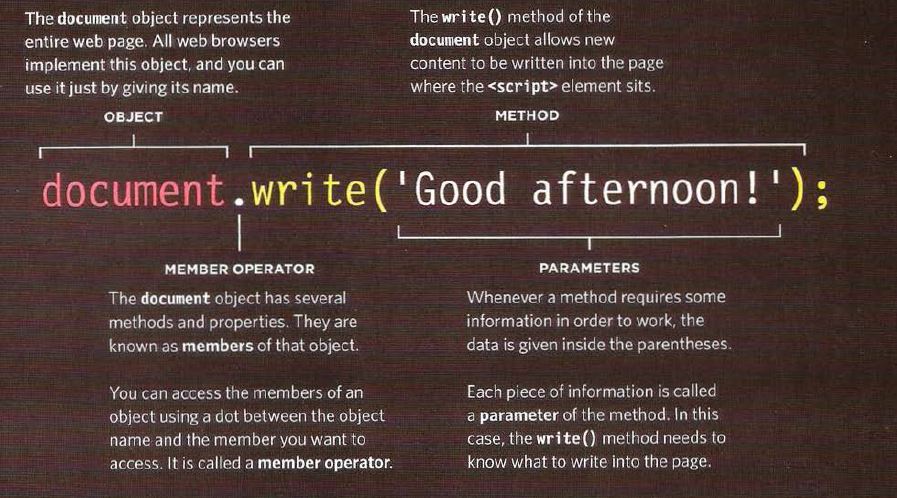 The document object represents the
entire web page. All web browsers
implement this object, and you can
use it just by giving its name.
The write() method of the
document object allows new
content to be written into the page
where the <script> element sits.
OBJECT
METHOD
document.write('Good afternoon!');
MEMBER OPERATOR
The document object has several
methods and properties. They are
known as members of that object.
You can access the members of an
object using a dot between the object
name and the member you want to
access. It is called a member operator.
PARAMETERS
Whenever a method requires some
information in order to work, the
data is given inside the parentheses.
Each piece of information is called
a parameter of the method. In this
case, the write() method needs to
know what to write into the page.